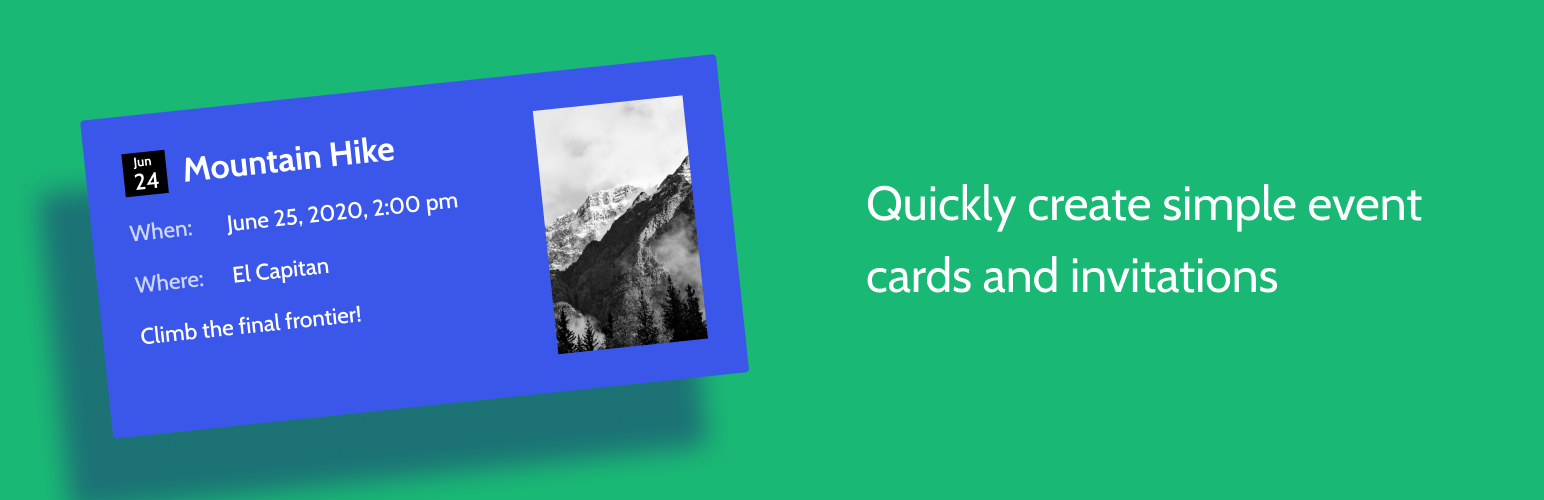 Jun
24
Mountain Hike
When: June 25, 2020, 2:00 pm
Where: El Capitan
Climb the final frontier!
Quickly create simple event
cards and invitations